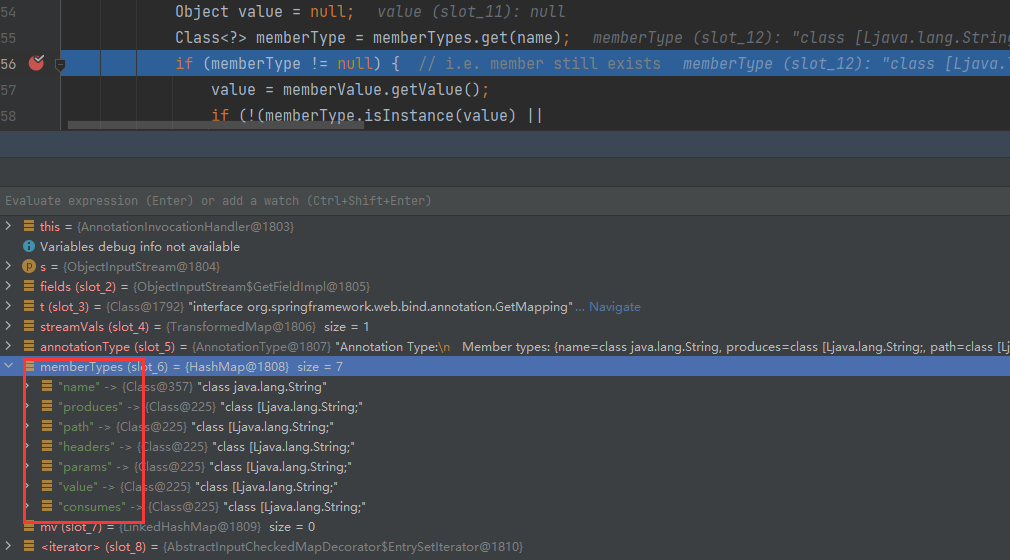 54 Object value = null; value (slot_11): null
55 Class<?> memberType = memberTypes.get(name); memberType (slot_12): "class [Ljava.lang.String
56 if (memberType != null) { // i.e. member still exists memberType (slot_12): "class [Ljava.l
57 value = memberValue.getValue();
58 if (!(memberType.isInstance(value) ||
Evaluate expression (Enter) or add a watch (Ctrl+Shift+Enter)
this = {AnnotationInvocationHandler@1803}
Variables debug info not available
s = {ObjectInputStream@1804}
fields (slot_2) = {ObjectInputStream$GetFieldImpl@1805}
t (slot_3) = {Class@1792} "interface org.springframework.web.bind.annotation.GetMapping"... Navigate
streamVals (slot_4) = {TransformedMap@1806} size = 1
annotationType (slot_5) = {AnnotationType@1807} "Annotation Type:\n Member types: {name=class java.lang.String, produces=class [Ljava.lang.String;, path=class [Lj
memberTypes (slot_6) = {HashMap@1808} size = 7
"name" -> {Class@357} "class java.lang.String"
"produces" -> {Class@225} "class [Ljava.lang.String;"
"path" -> {Class@225} "class [Ljava.lang.String;"
"headers" -> {Class@225} "class [Ljava.lang.String;"
"params" -> {Class@225} "class [Ljava.lang.String;"
"value" -> {Class@225} "class [Ljava.lang.String;"
"consumes" -> {Class@225} "class [Ljava.lang.String;"
mv (slot_7) = {LinkedHashMap@1809} size = 0
<iterator> (slot_8) = {AbstractInputCheckedMapDecorator$EntrySetIterator@1810}